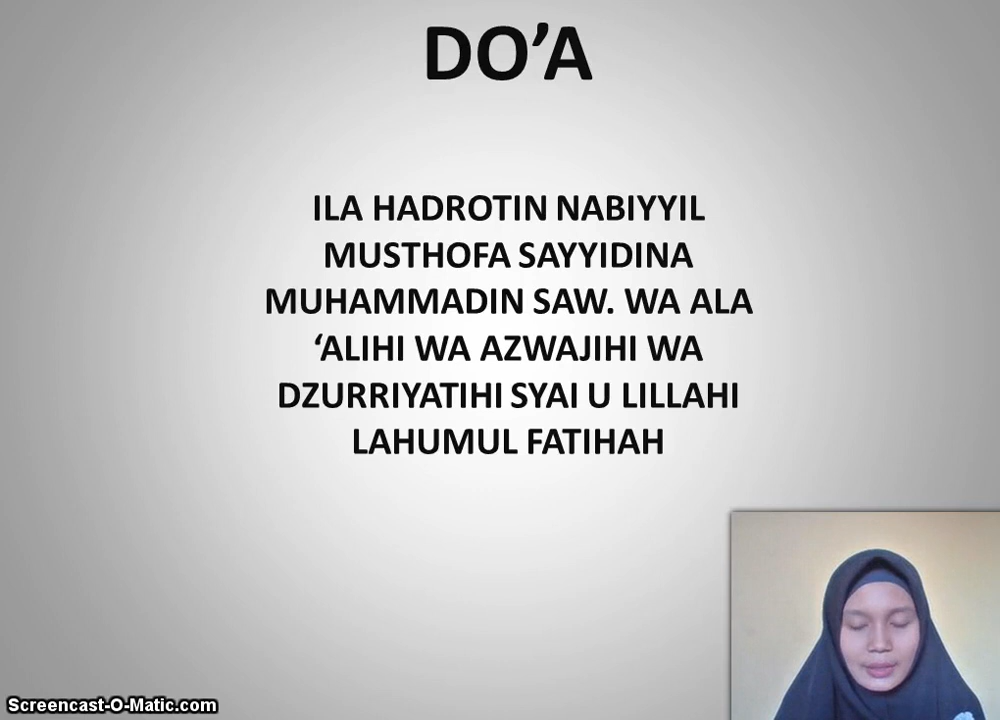 DO’A
ILA HADROTIN NABIYYIL
MUSTHOFA SAYYIDINA
MUHAMMADIN SAW. WA ALA
‘ALIHI WA AZWAJIHI WA
DZURRIYATIHI SYAI U LILLAHI
LAHUMUL FATIHAH
Screencast-O-Matic.com